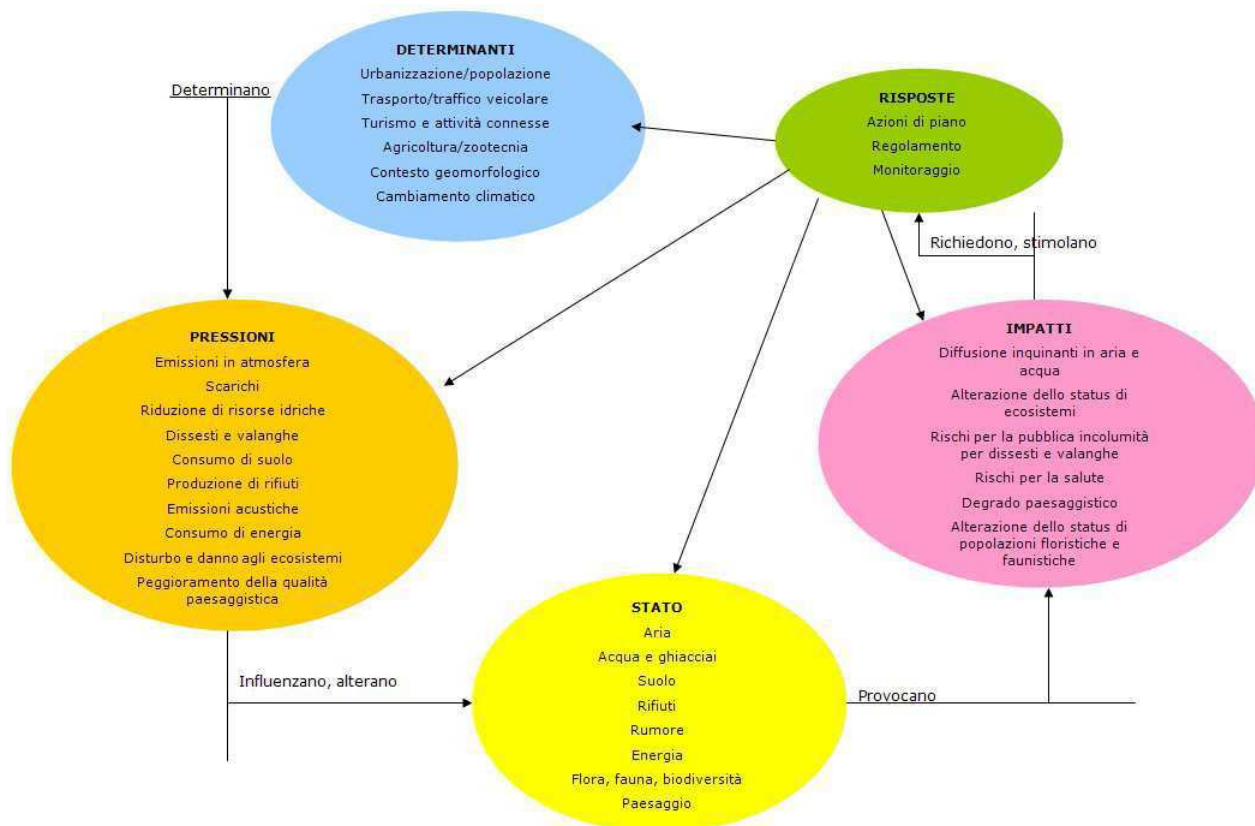 DETERMINANTI
Urbanizzazione/popolazione
Trasporto/traffico veicolare
Turismo e attività connesse
Agricoltura/zootecnia
Contesto geomorfologico
Cambiamento climatico
Determinano
RISPOSTE
Azioni di piano
Regolamento
Monitoraggio
Richiedono, stimolano
PRESSIONI
Emissioni in atmosfera
Scarichi
Riduzione di risorse idriche
Dissesti e valanghe
Consumo di suolo
Produzione di rifiuti
Emissioni acustiche
Consumo di energia
Disturbo e danno agli ecosistemi
Peggioramento della qualità
paesaggistica
IMPATTI
Diffusione inquinanti in aria e
acqua
Alterazione dello status di
ecosistemi
Rischi per la pubblica incolumità
per dissesti e valanghe
Rischi per la salute
Degrado paesaggistico
Alterazione dello status di
popolazioni floristiche e
faunistiche
Influenzano, alterano
STATO
Aria
Acqua e ghiacciai
Suolo
Rifiuti
Rumore
Energia
Flora, fauna, biodiversità
Paesaggio
Provocano